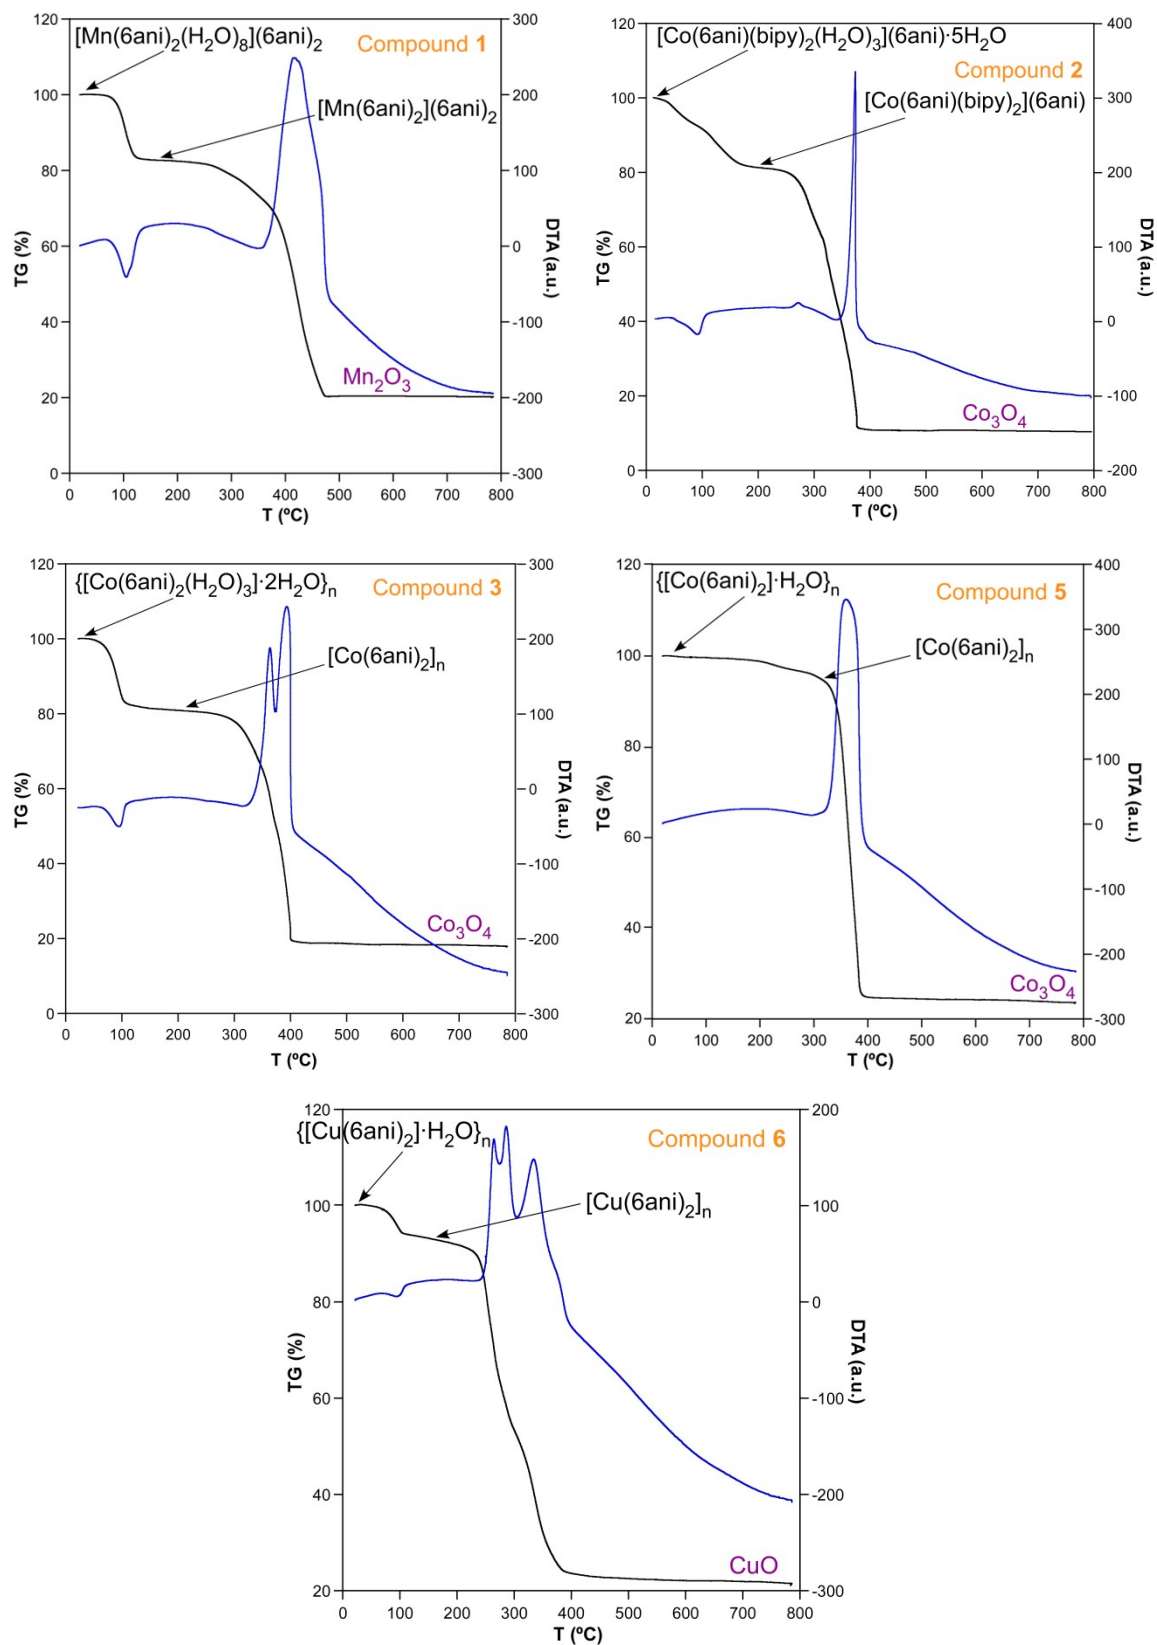 [Mn(6ani)₂(H₂O)₈](6ani)₂
Compound 1
[Mn(6ani)₂](6ani)₂
Mn₂O₃
TG (%)
DTA (a.u.)
T (ºC)
120
100
80
60
40
20
0
300
200
100
0
-100
-200
-300
0 100 200 300 400 500 600 700 800
[Co(6ani)(bipy)₂(H₂O)₃](6ani)·5H₂O
Compound 2
[Co(6ani)(bipy)₂](6ani)
Co₃O₄
TG (%)
DTA (a.u.)
T (ºC)
120
100
80
60
40
20
0
400
300
200
100
0
-100
-200
0 100 200 300 400 500 600 700 800
{[Co(6ani)₂(H₂O)₃]·2H₂O}ₙ
Compound 3
[Co(6ani)₂]ₙ
Co₃O₄
TG (%)
DTA (a.u.)
T (ºC)
120
100
80
60
40
20
0
300
200
100
0
-100
-200
-300
0 100 200 300 400 500 600 700 800
{[Co(6ani)₂]·H₂O}ₙ
Compound 5
[Co(6ani)₂]ₙ
Co₃O₄
TG (%)
DTA (a.u.)
T (ºC)
120
100
80
60
40
20
400
300
200
100
0
-100
-200
-300
0 100 200 300 400 500 600 700 800
{[Cu(6ani)₂]·H₂O}ₙ
Compound 6
[Cu(6ani)₂]ₙ
CuO
TG (%)
DTA (a.u.)
T (ºC)
120
100
80
60
40
20
200
100
0
-100
-200
-300
0 100 200 300 400 500 600 700 800